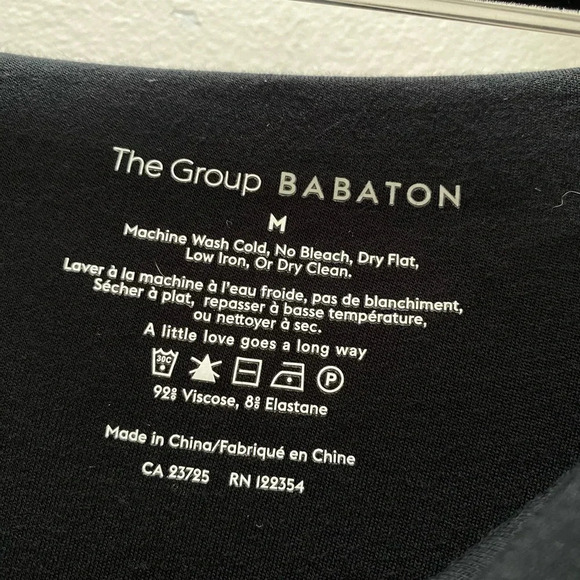 The Group BABATON
M
Machine Wash Cold, No Bleach, Dry Flat,
Low Iron, Or Dry Clean.
Laver à la machine à l'eau froide, pas de blanchiment,
Sécher à plat, repasser à basse température,
ou nettoyer à sec.
A little love goes a long way
30C P
92% Viscose, 8% Elastane
Made in China/Fabriqué en Chine
CA 23725 RN 122354